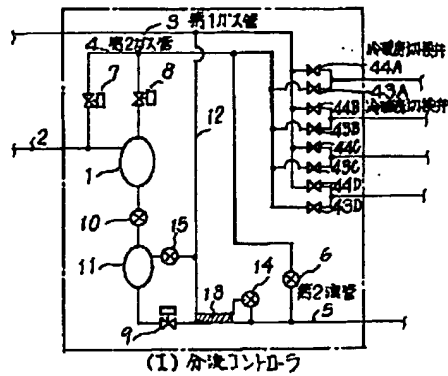 3 第1ガス管
4 第2ガス管
冷暖房切換弁
44A
43A
44B
冷暖房切換弁
43B
44C
43C
44D
43D
7
8
2
12
1
10
15
11
14
6
第2液管
13
9
5
(I) 分流コントローラ